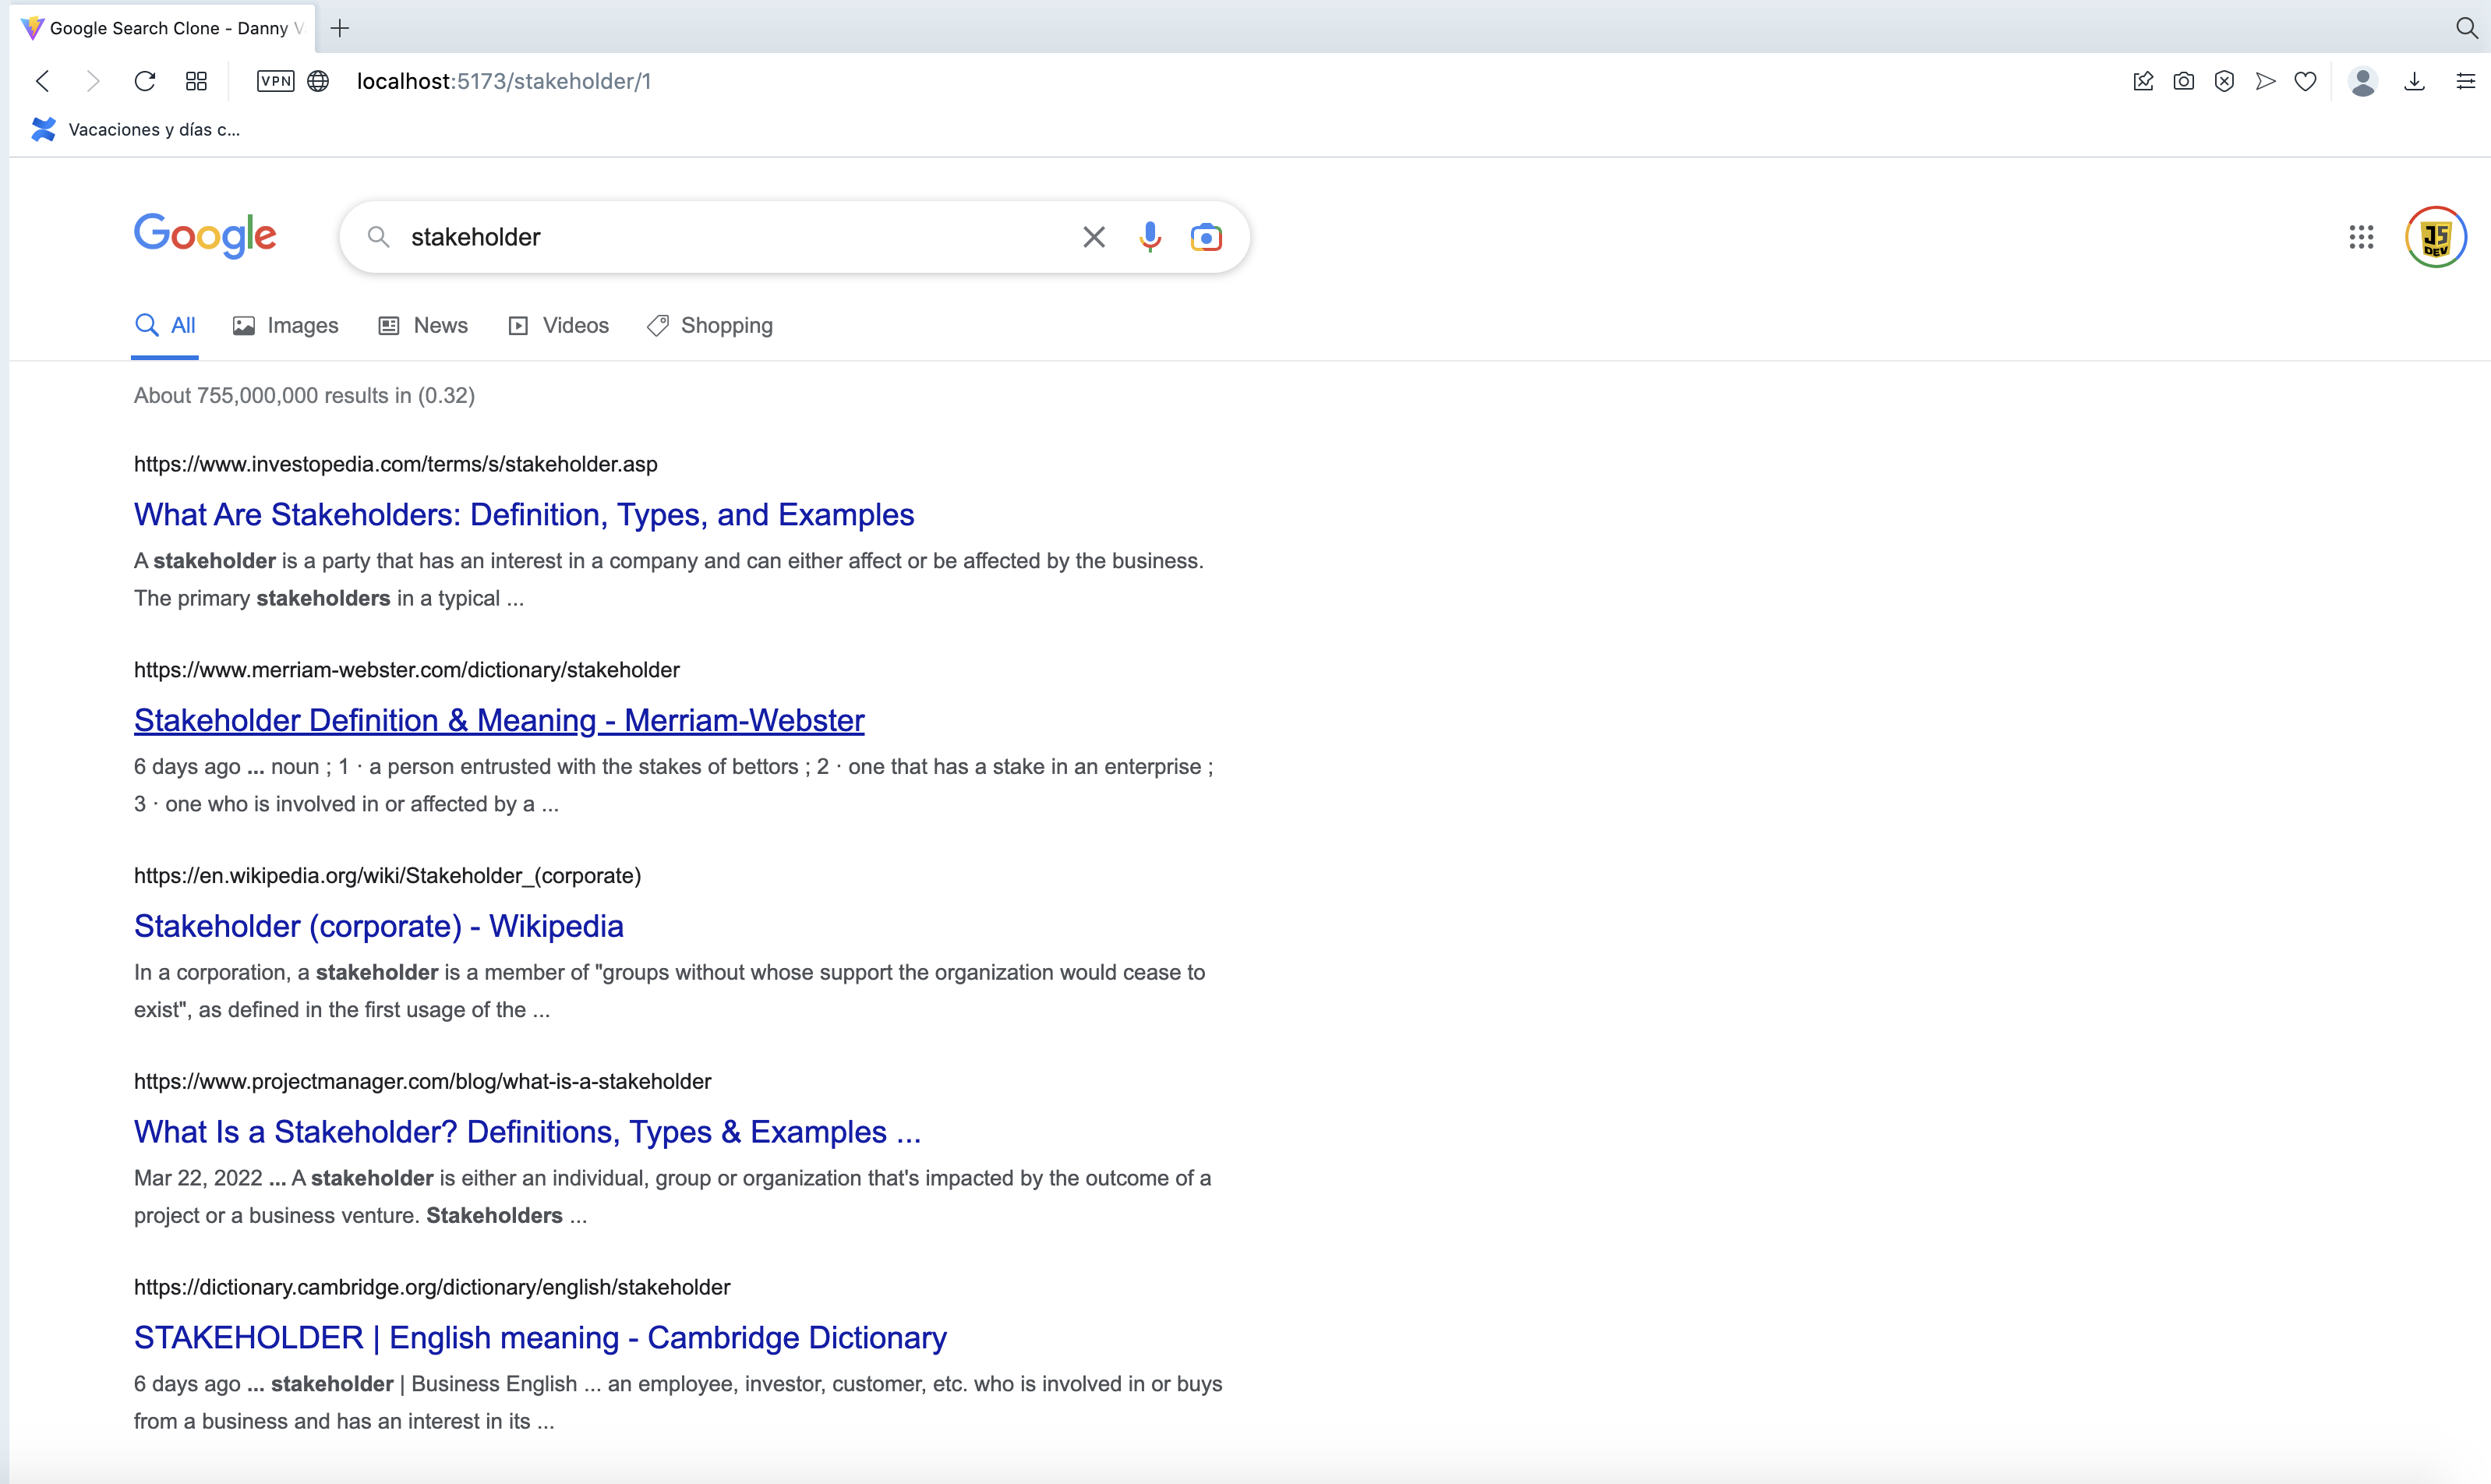 Google Search Clone - Danny V
VPN
localhost:5173/stakeholder/1
Vacaciones y días c...
Google
stakeholder
JS
DEV
All Images News Videos Shopping
About 755,000,000 results in (0.32)
https://www.investopedia.com/terms/s/stakeholder.asp
What Are Stakeholders: Definition, Types, and Examples
A stakeholder is a party that has an interest in a company and can either affect or be affected by the business.
The primary stakeholders in a typical ...
https://www.merriam-webster.com/dictionary/stakeholder
Stakeholder Definition & Meaning - Merriam-Webster
6 days ago ... noun ; 1 · a person entrusted with the stakes of bettors ; 2 · one that has a stake in an enterprise ;
3 · one who is involved in or affected by a ...
https://en.wikipedia.org/wiki/Stakeholder_(corporate)
Stakeholder (corporate) - Wikipedia
In a corporation, a stakeholder is a member of "groups without whose support the organization would cease to
exist", as defined in the first usage of the ...
https://www.projectmanager.com/blog/what-is-a-stakeholder
What Is a Stakeholder? Definitions, Types & Examples ...
Mar 22, 2022 ... A stakeholder is either an individual, group or organization that's impacted by the outcome of a
project or a business venture. Stakeholders ...
https://dictionary.cambridge.org/dictionary/english/stakeholder
STAKEHOLDER | English meaning - Cambridge Dictionary
6 days ago ... stakeholder | Business English ... an employee, investor, customer, etc. who is involved in or buys
from a business and has an interest in its ...